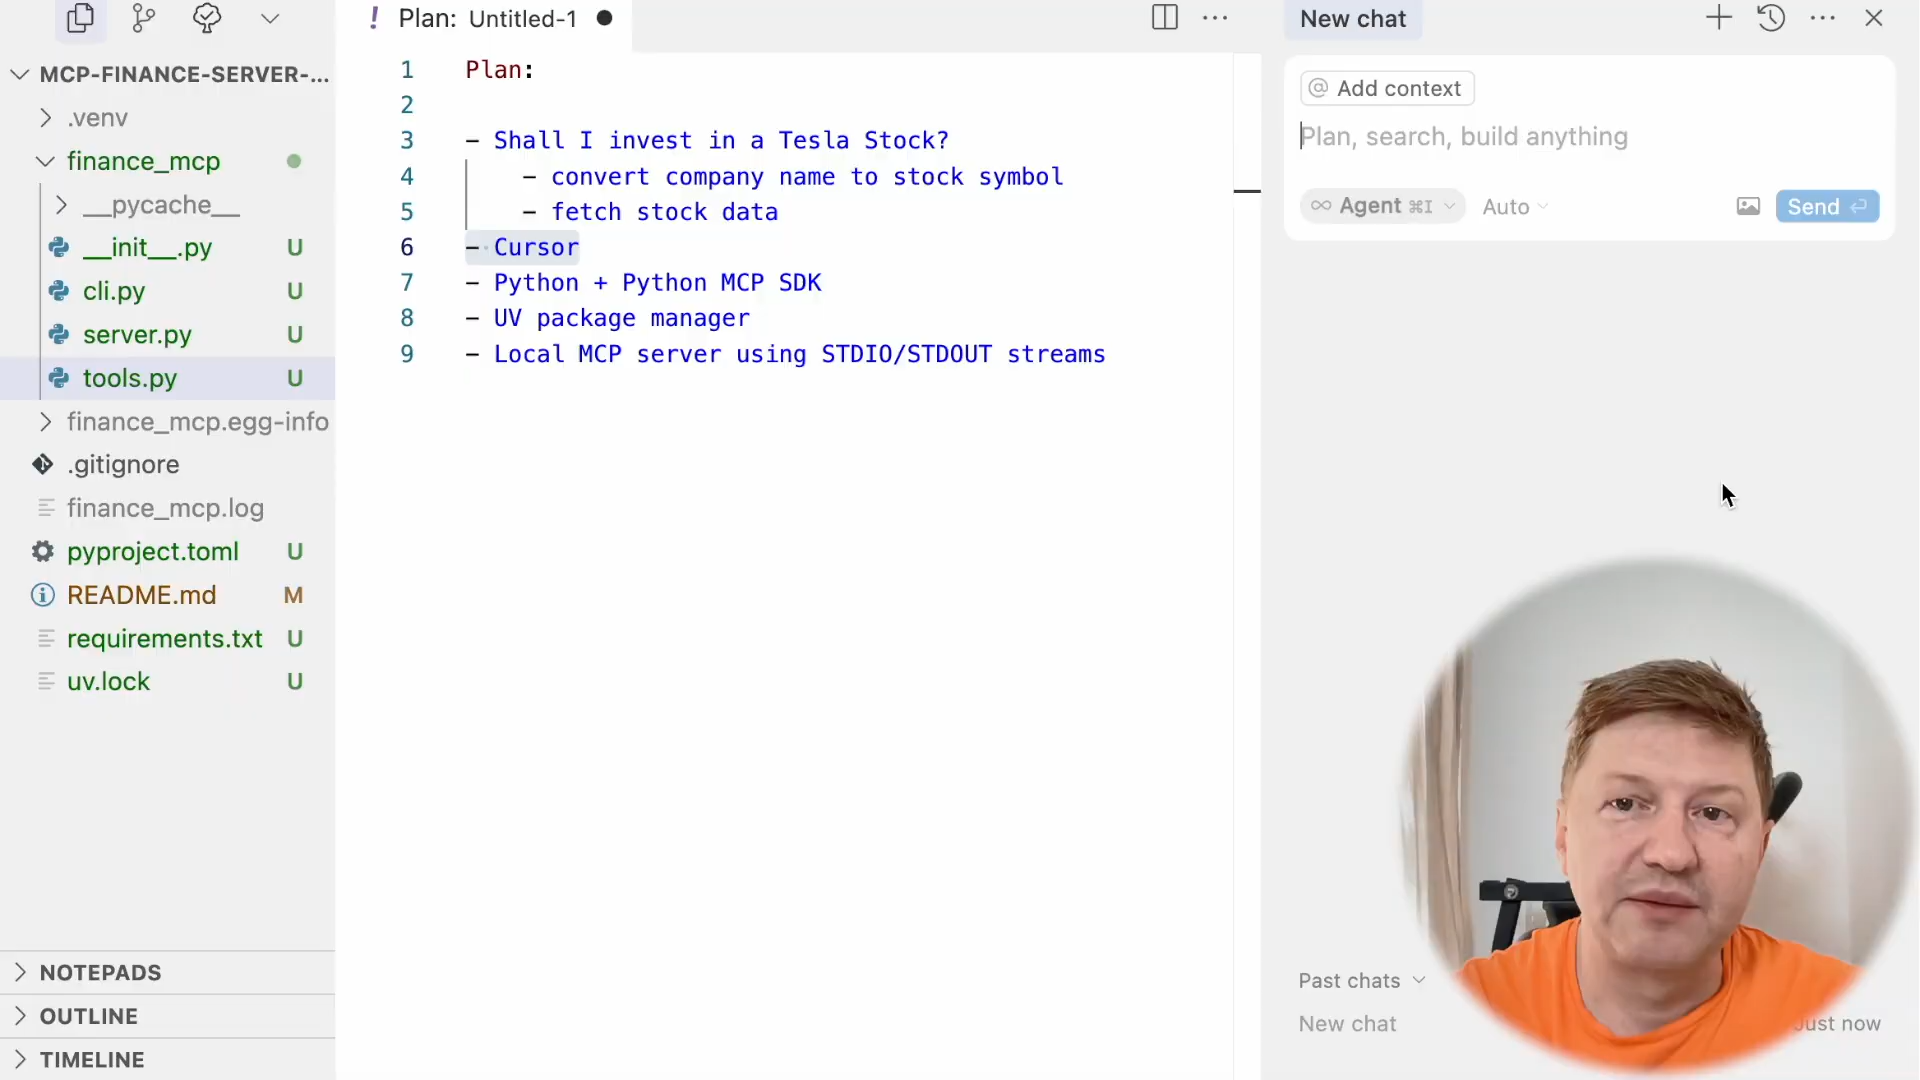 MCP-FINANCE-SERVER-...
.venv
finance_mcp
__pycache__
__init__.py U
cli.py U
server.py U
tools.py U
finance_mcp.egg-info
.gitignore
finance_mcp.log
pyproject.toml U
README.md M
requirements.txt U
uv.lock U
NOTEPADS
OUTLINE
TIMELINE
! Plan: Untitled-1
1 Plan:
2
3 - Shall I invest in a Tesla Stock?
4 - convert company name to stock symbol
5 - fetch stock data
6 - Cursor
7 - Python + Python MCP SDK
8 - UV package manager
9 - Local MCP server using STDIO/STDOUT streams
New chat
@ Add context
Plan, search, build anything
∞ Agent ⌘I Auto Send ⏎
Past chats
New chat Just now